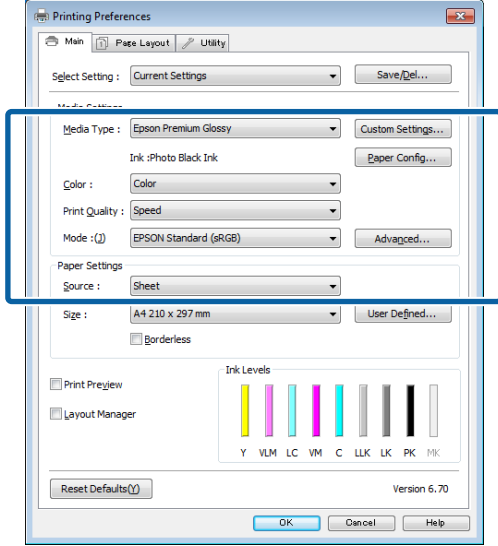 Printing Preferences
Main Page Layout Utility
Select Setting : Current Settings Save/Del...
Media Settings
Media Type : Epson Premium Glossy Custom Settings...
Ink :Photo Black Ink Paper Config...
Color : Color
Print Quality : Speed
Mode :(J) EPSON Standard (sRGB) Advanced...
Paper Settings
Source : Sheet
Size : A4 210 x 297 mm User Defined...
Borderless
Ink Levels
Print Preview
Layout Manager
Y VLM LC VM C LLK LK PK MK
Reset Defaults(Y) Version 6.70
OK Cancel Help